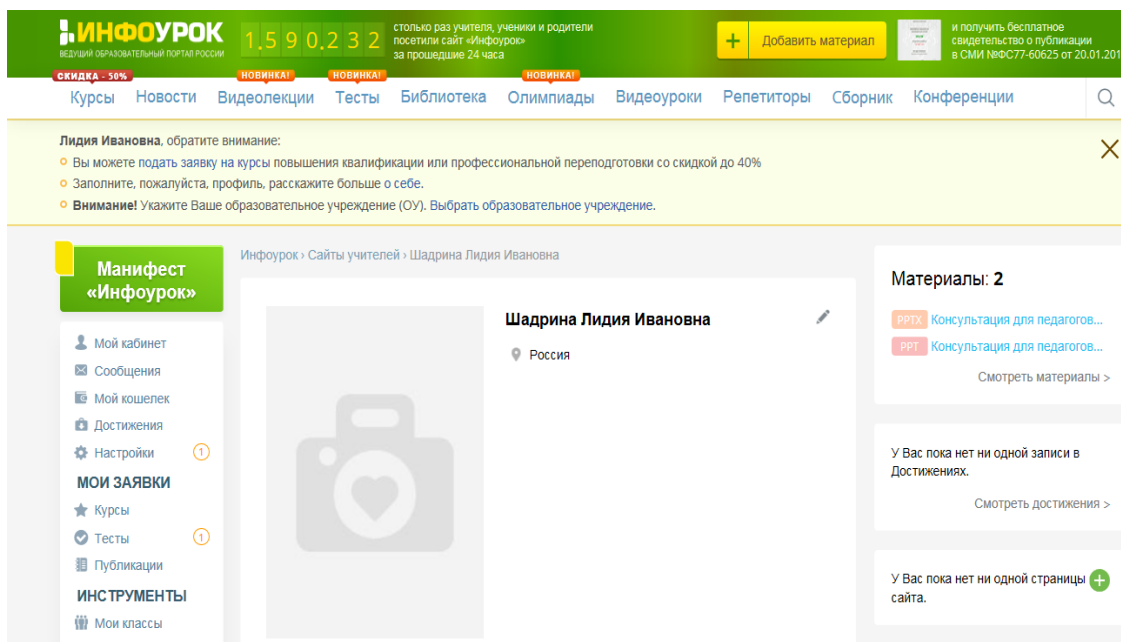 ИНФОУРОК
ВЕДУЩИЙ ОБРАЗОВАТЕЛЬНЫЙ ПОРТАЛ РОССИИ
1.590.232
столько раз учителя, ученики и родители
посетили сайт «Инфоурок»
за прошедшие 24 часа
+ Добавить материал
и получить бесплатное
свидетельство о публикации
в СМИ №ФС77-60625 от 20.01.201
СКИДКА - 50%
НОВИНКА!
НОВИНКА!
НОВИНКА!
Курсы Новости Видеолекции Тесты Библиотека Олимпиады Видеоуроки Репетиторы Сборник Конференции
Лидия Ивановна, обратите внимание:
Вы можете подать заявку на курсы повышения квалификации или профессиональной переподготовки со скидкой до 40%
Заполните, пожалуйста, профиль, расскажите больше о себе.
Внимание! Укажите Ваше образовательное учреждение (ОУ). Выбрать образовательное учреждение.
Манифест
«Инфоурок»
Мой кабинет
Сообщения
Мой кошелек
Достижения
Настройки 1
МОИ ЗАЯВКИ
Курсы
Тесты 1
Публикации
ИНСТРУМЕНТЫ
Мои классы
Инфоурок › Сайты учителей › Шадрина Лидия Ивановна
Шадрина Лидия Ивановна
Россия
Материалы: 2
PPTX Консультация для педагогов...
PPT Консультация для педагогов...
Смотреть материалы >
У Вас пока нет ни одной записи в
Достижениях.
Смотреть достижения >
У Вас пока нет ни одной страницы
сайта.